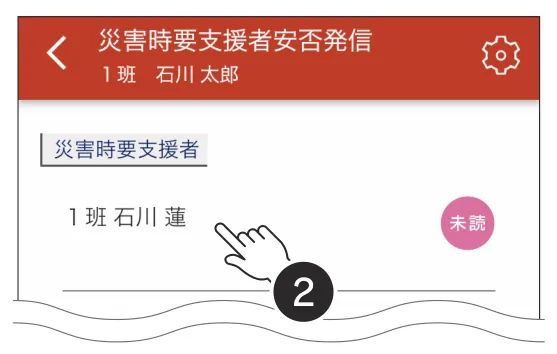 災害時要支援者安否発信
1班 石川 太郎
災害時要支援者
1班 石川 蓮
未読
2